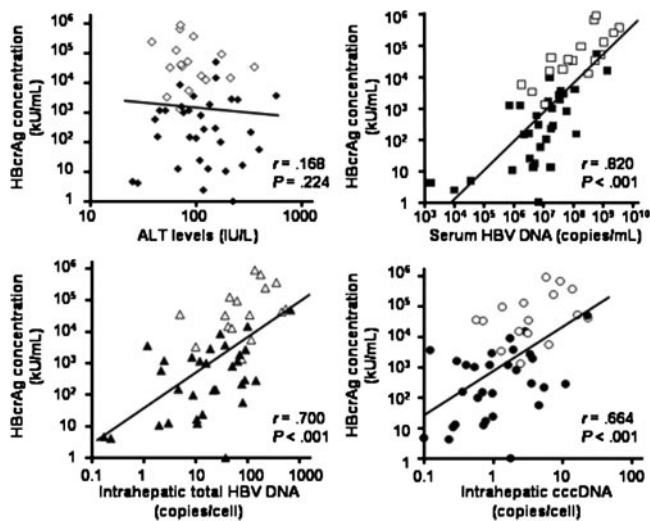 HBcrAg concentration
(kU/mL)
10⁶
10⁵
10⁴
10³
10²
10
1
r = .168
P = .224
10
100
1000
ALT levels (IU/L)
HBcrAg concentration
(kU/mL)
10⁶
10⁵
10⁴
10³
10²
10
1
r = .820
P < .001
10³ 10⁴ 10⁵ 10⁶ 10⁷ 10⁸ 10⁹ 10¹⁰
Serum HBV DNA (copies/mL)
HBcrAg concentration
(kU/mL)
10⁶
10⁵
10⁴
10³
10²
10
1
r = .700
P < .001
0.1 1 10 100 1000
Intrahepatic total HBV DNA
(copies/cell)
HBcrAg concentration
(kU/mL)
10⁶
10⁵
10⁴
10³
10²
10
1
r = .664
P < .001
0.1 1 10 100
Intrahepatic cccDNA
(copies/cell)